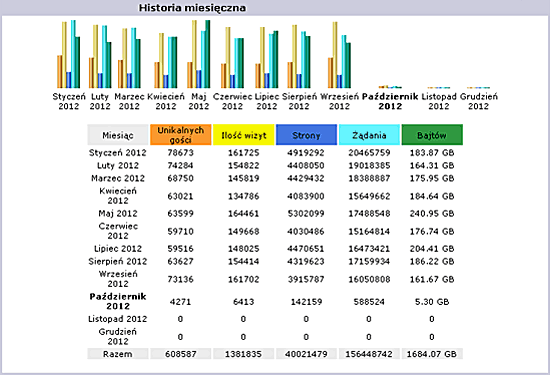 Historia miesięczna
Styczeń Luty Marzec Kwiecień Maj Czerwiec Lipiec Sierpień Wrzesień Październik Listopad Grudzień
2012 2012 2012 2012 2012 2012 2012 2012 2012 2012 2012 2012
Miesiąc Unikalnych gości Ilość wizyt Strony Żądania Bajtów
Styczeń 2012 78673 161725 4919292 20465759 183.87 GB
Luty 2012 74284 154822 4408050 19018385 164.31 GB
Marzec 2012 68750 145819 4429432 18388887 175.95 GB
Kwiecień 2012 63021 134786 4083900 15649662 184.64 GB
Maj 2012 63599 164461 5302099 17488548 240.95 GB
Czerwiec 2012 59710 149668 4030486 15164814 176.74 GB
Lipiec 2012 59516 148025 4470651 16473421 204.41 GB
Sierpień 2012 63627 154414 4319623 17159934 186.22 GB
Wrzesień 2012 73136 161702 3915787 16050808 161.67 GB
Październik 2012 4271 6413 142159 588524 5.30 GB
Listopad 2012 0 0 0 0 0
Grudzień 2012 0 0 0 0 0
Razem 608587 1381835 40021479 156448742 1684.07 GB